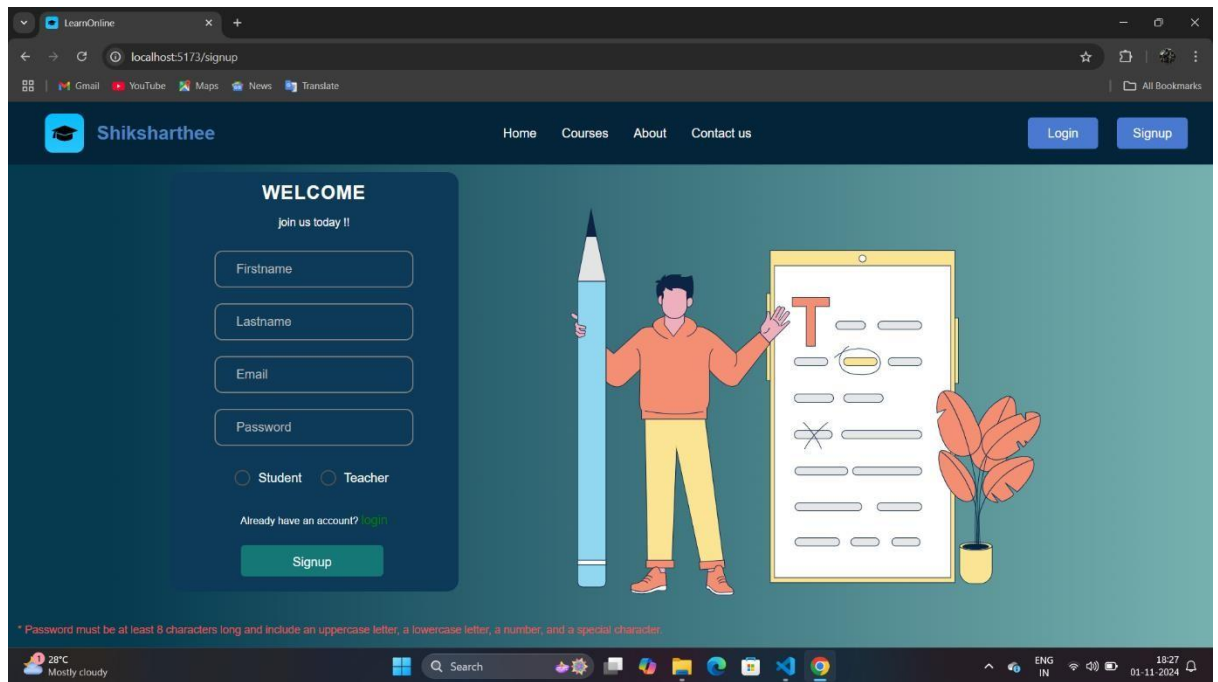 LearnOnline
localhost:5173/signup
Gmail YouTube Maps News Translate All Bookmarks
Shiksharthee Home Courses About Contact us Login Signup
WELCOME
join us today !!
Firstname
Lastname
Email
Password
Student Teacher
Already have an account? login
Signup
T
* Password must be at least 8 characters long and include an uppercase letter, a lowercase letter, a number, and a special character.
1 28°C Search ENG 18:27
Mostly cloudy IN 01-11-2024